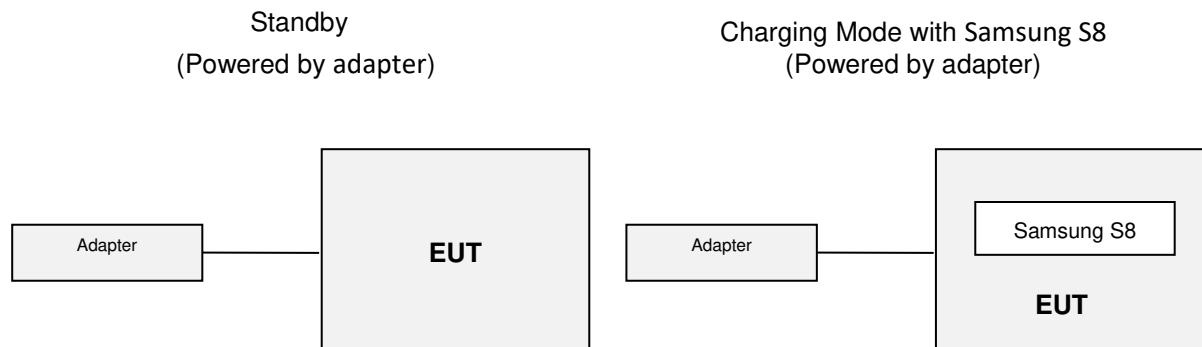 Standby
(Powered by adapter)
Charging Mode with Samsung S8
(Powered by adapter)
Adapter
EUT
Adapter
Samsung S8
EUT